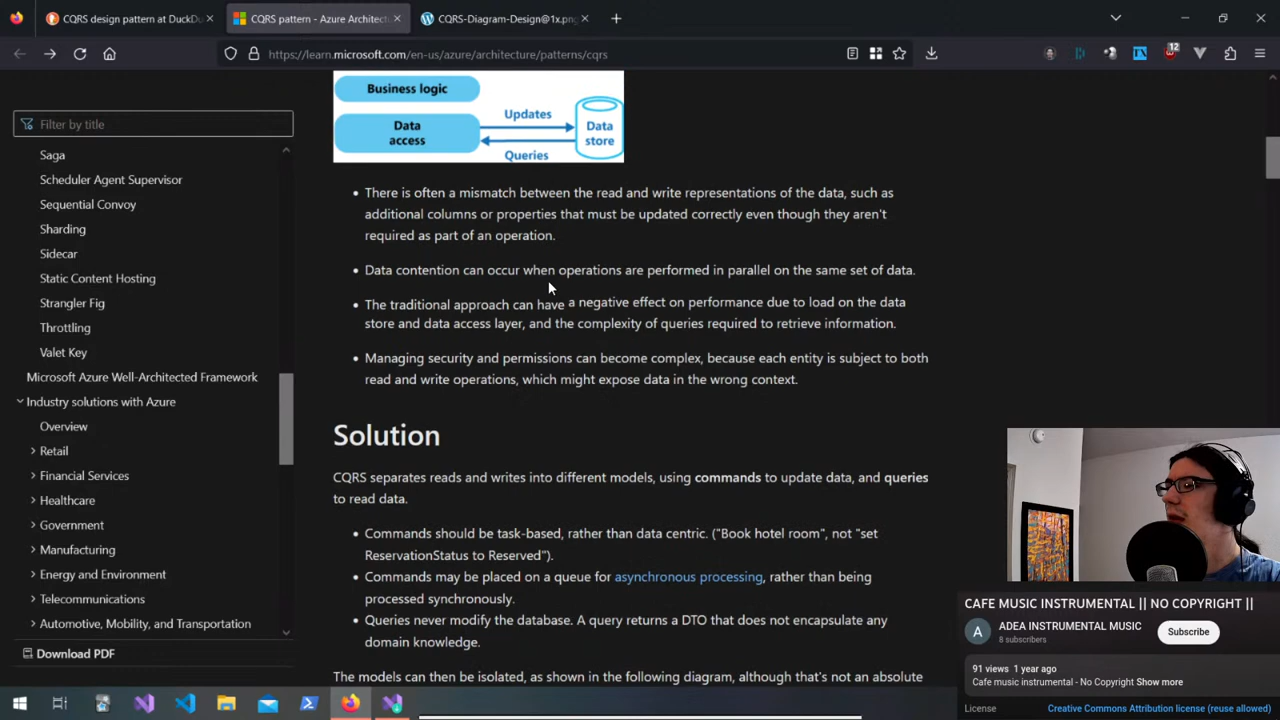 CQRS design pattern at DuckDu
CQRS pattern - Azure Architect
CQRS-Diagram-Design@1x.png
https://learn.microsoft.com/en-us/azure/architecture/patterns/cqrs
12
Filter by title
Saga
Scheduler Agent Supervisor
Sequential Convoy
Sharding
Sidecar
Static Content Hosting
Strangler Fig
Throttling
Valet Key
Microsoft Azure Well-Architected Framework
Industry solutions with Azure
Overview
Retail
Financial Services
Healthcare
Government
Manufacturing
Energy and Environment
Telecommunications
Automotive, Mobility, and Transportation
Download PDF
Business logic
Data
access
Updates
Queries
Data
store
There is often a mismatch between the read and write representations of the data, such as
additional columns or properties that must be updated correctly even though they aren't
required as part of an operation.
Data contention can occur when operations are performed in parallel on the same set of data.
The traditional approach can have a negative effect on performance due to load on the data
store and data access layer, and the complexity of queries required to retrieve information.
Managing security and permissions can become complex, because each entity is subject to both
read and write operations, which might expose data in the wrong context.
Solution
CQRS separates reads and writes into different models, using commands to update data, and queries
to read data.
Commands should be task-based, rather than data centric. ("Book hotel room", not "set
ReservationStatus to Reserved").
Commands may be placed on a queue for asynchronous processing, rather than being
processed synchronously.
Queries never modify the database. A query returns a DTO that does not encapsulate any
domain knowledge.
The models can then be isolated, as shown in the following diagram, although that's not an absolute
CAFE MUSIC INSTRUMENTAL || NO COPYRIGHT ||
A
ADEA INSTRUMENTAL MUSIC
8 subscribers
Subscribe
91 views 1 year ago
Cafe music instrumental - No Copyright Show more
License
Creative Commons Attribution license (reuse allowed)